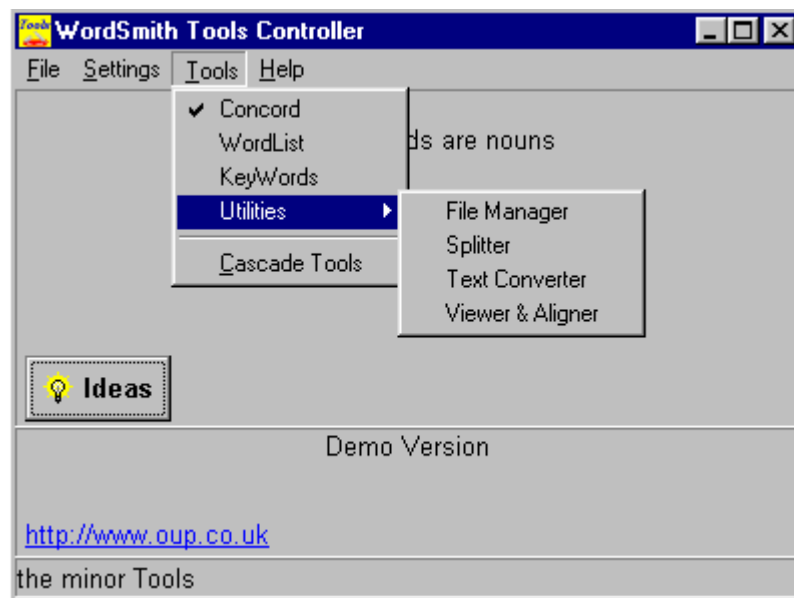 Tools WordSmith Tools Controller
File Settings Tools Help
Concord
WordList
KeyWords
Utilities
Cascade Tools
ds are nouns
File Manager
Splitter
Text Converter
Viewer & Aligner
Ideas
Demo Version
http://www.oup.co.uk
the minor Tools